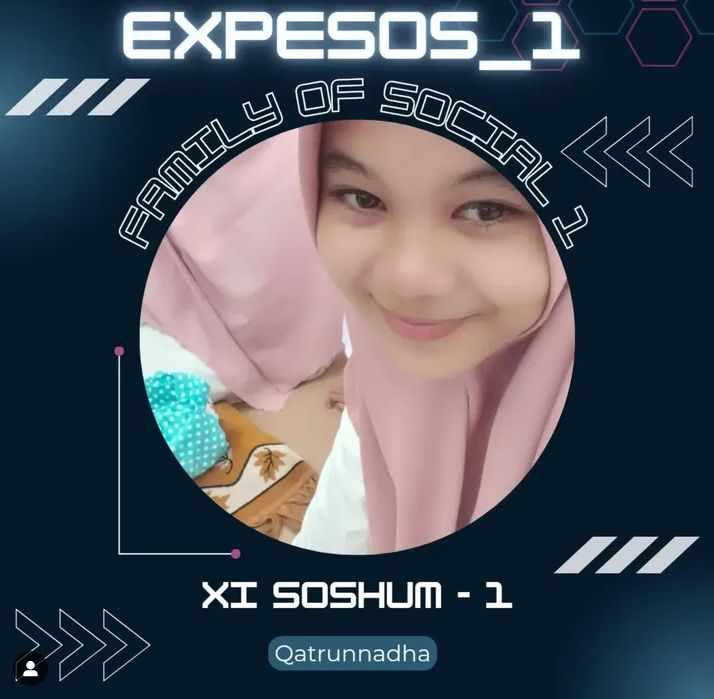 EXPESOS_1
FAMILY OF SOCIAL 1
XI SOSHUM - 1
Qatrunnadha